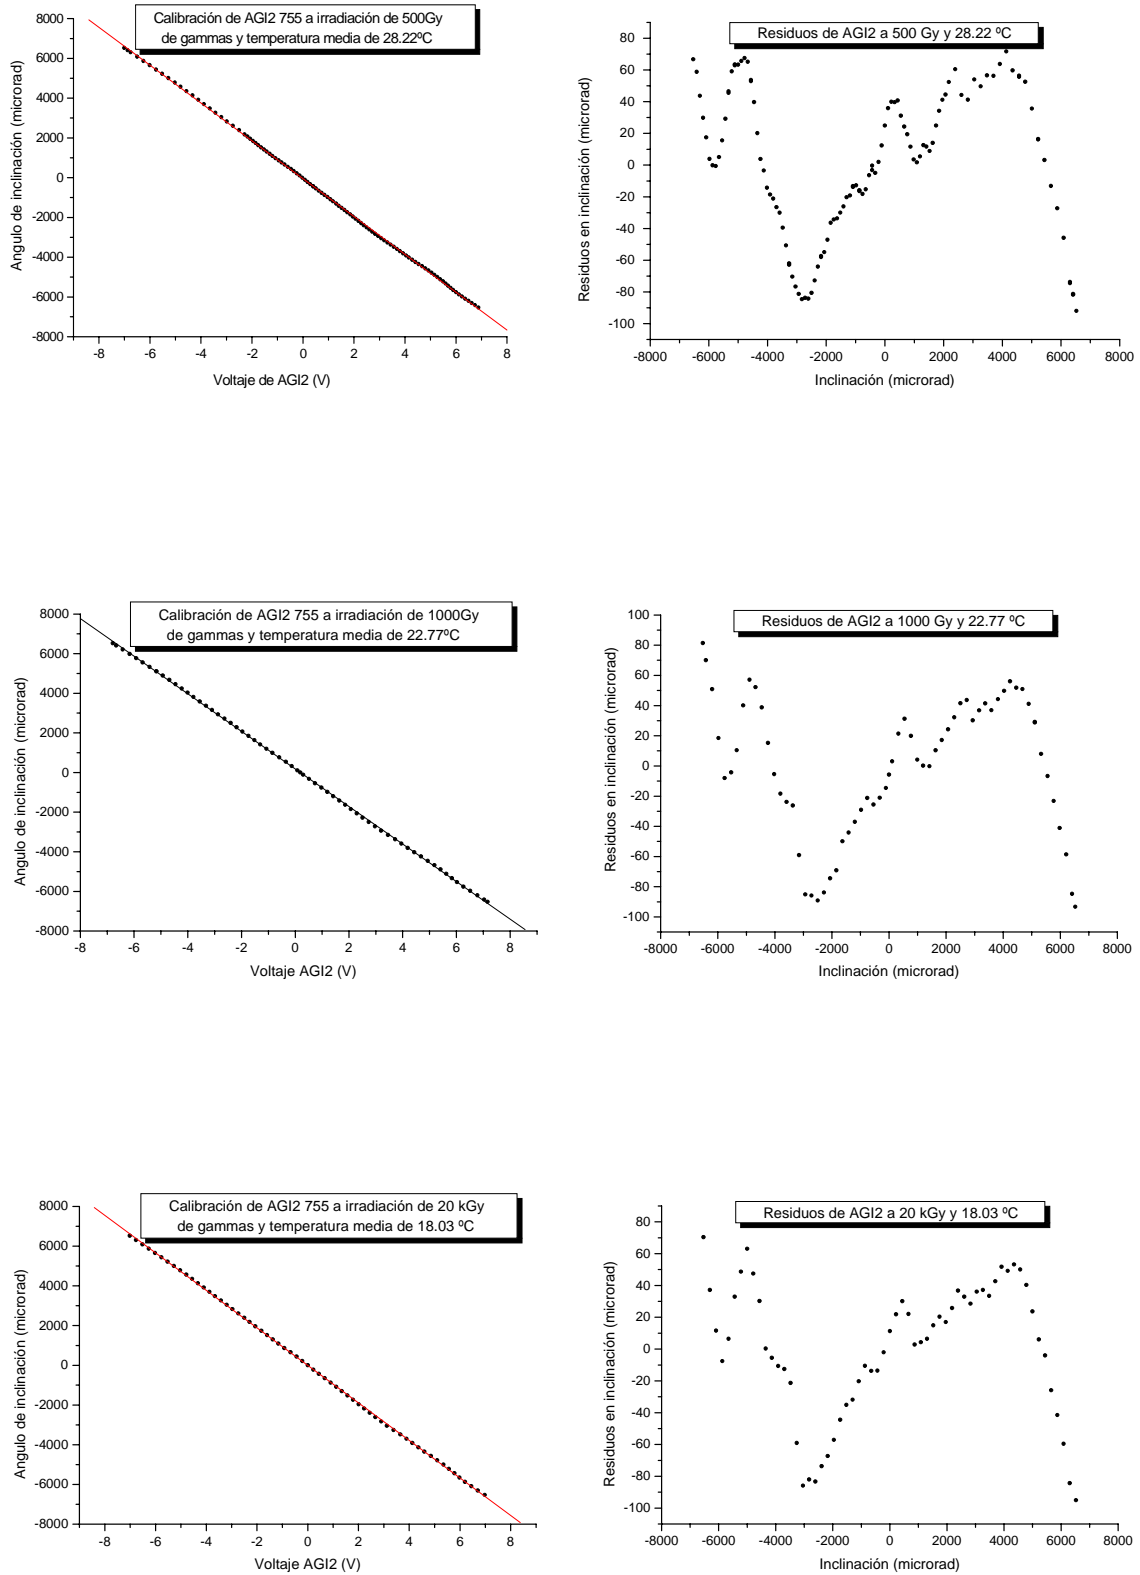 Calibración de AGI2 755 a irradiación de 500Gy
de gammas y temperatura media de 28.22ºC
8000
6000
4000
2000
0
-2000
-4000
-6000
-8000
Angulo de inclinación (microrad)
-8 -6 -4 -2 0 2 4 6 8
Voltaje de AGI2 (V)
Residuos de AGI2 a 500 Gy y 28.22 ºC
80
60
40
20
0
-20
-40
-60
-80
-100
Residuos en inclinación (microrad)
-8000 -6000 -4000 -2000 0 2000 4000 6000 8000
Inclinación (microrad)
Calibración de AGI2 755 a irradiación de 1000Gy
de gammas y temperatura media de 22.77ºC
8000
6000
4000
2000
0
-2000
-4000
-6000
-8000
Angulo de inclinación (microrad)
-8 -6 -4 -2 0 2 4 6 8
Voltaje AGI2 (V)
Residuos de AGI2 a 1000 Gy y 22.77 ºC
100
80
60
40
20
0
-20
-40
-60
-80
-100
Residuos en inclinación (microrad)
-8000 -6000 -4000 -2000 0 2000 4000 6000 8000
Inclinación (microrad)
Calibración de AGI2 755 a irradiación de 20 kGy
de gammas y temperatura media de 18.03 ºC
8000
6000
4000
2000
0
-2000
-4000
-6000
-8000
Angulo de inclinación (microrad)
-8 -6 -4 -2 0 2 4 6 8
Voltaje AGI2 (V)
Residuos de AGI2 a 20 kGy y 18.03 ºC
80
60
40
20
0
-20
-40
-60
-80
-100
Residuos en inclinación (microrad)
-8000 -6000 -4000 -2000 0 2000 4000 6000 8000
Inclinación (microrad)